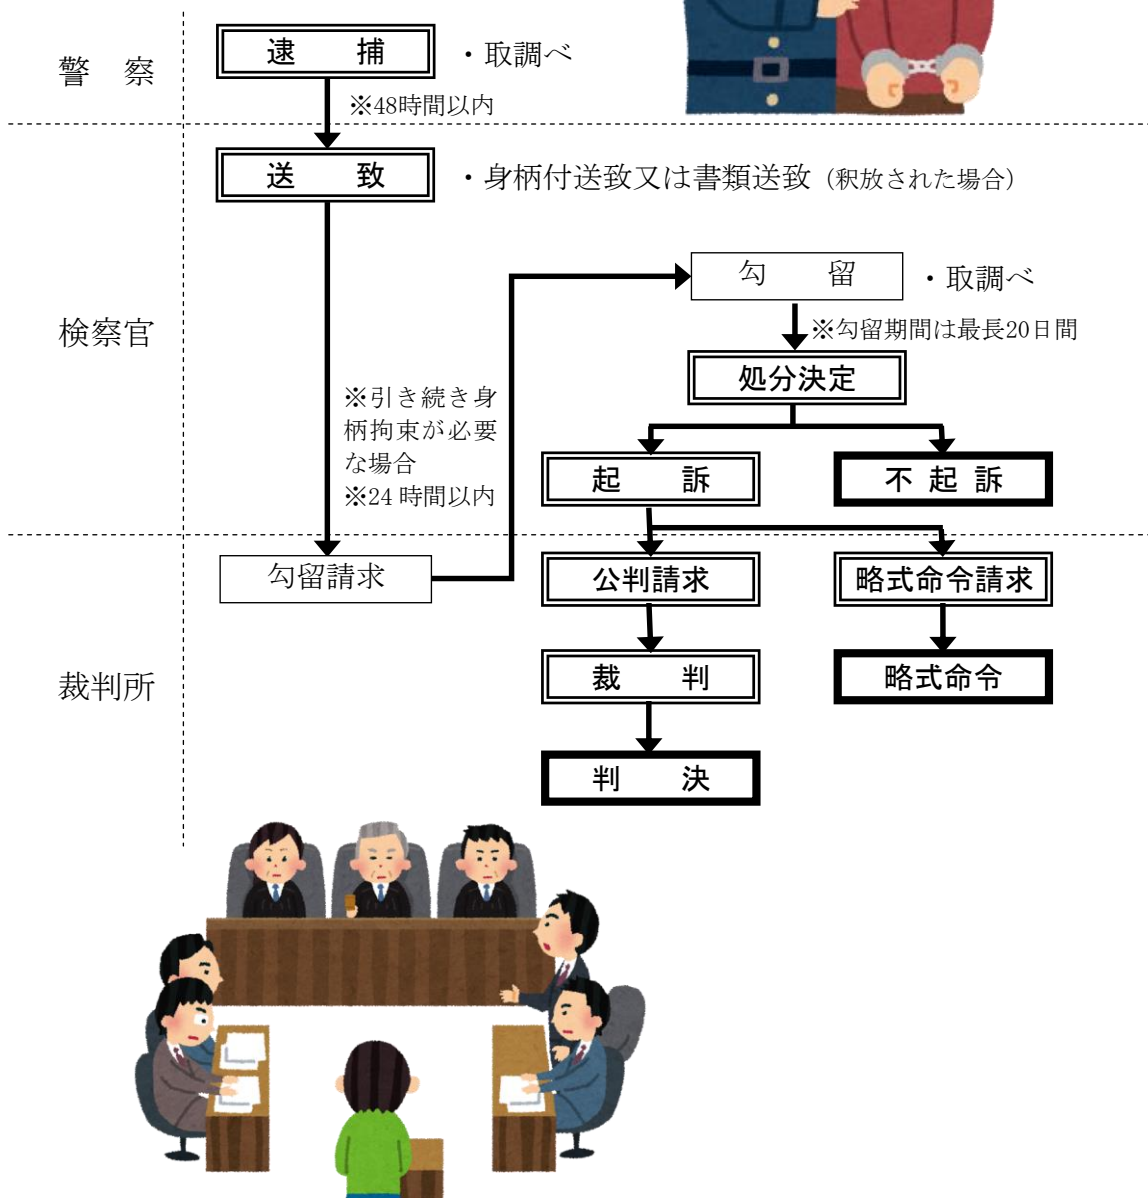 警 察
逮 捕
・取調べ
※48時間以内
送 致
・身柄付送致又は書類送致（釈放された場合）
検察官
勾 留
・取調べ
※勾留期間は最長20日間
処分決定
※引き続き身
柄拘束が必要
な場合
※24時間以内
起 訴
不 起 訴
裁判所
勾留請求
公判請求
略式命令請求
裁 判
略式命令
判 決